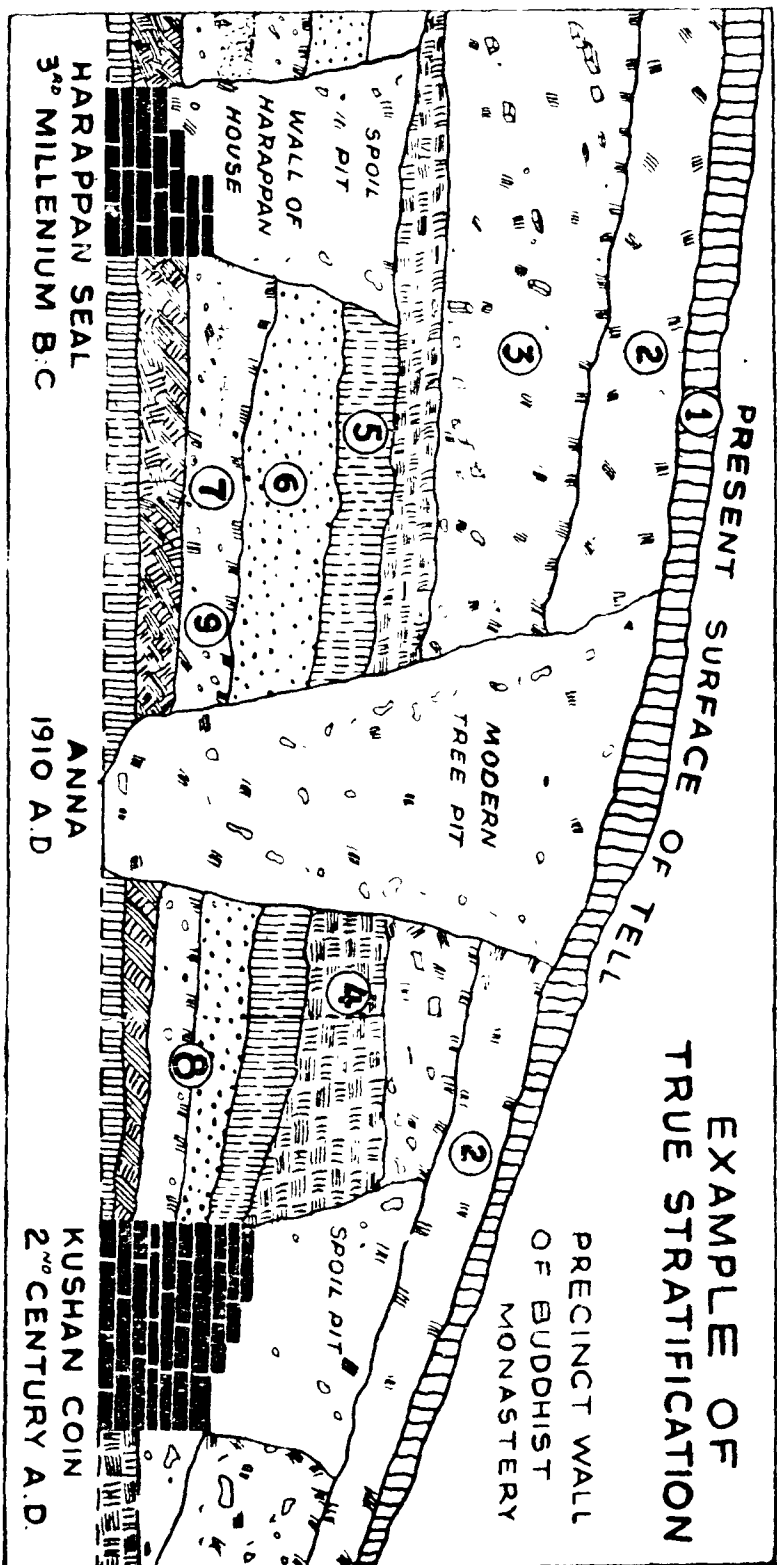 EXAMPLE OF
TRUE STRATIFICATION
PRESENT SURFACE OF TELL
PRECINCT WALL
OF BUDDHIST
MONASTERY
1
2
2
3
SPOIL
PIT
WALL OF
HARAPPAN
HOUSE
MODERN
TREE PIT
SPOIL PIT
4
5
6
7
9
8
HARAPPAN SEAL
3RD MILLENIUM B.C
ANNA
1910 A.D
KUSHAN COIN
2ND CENTURY A.D.